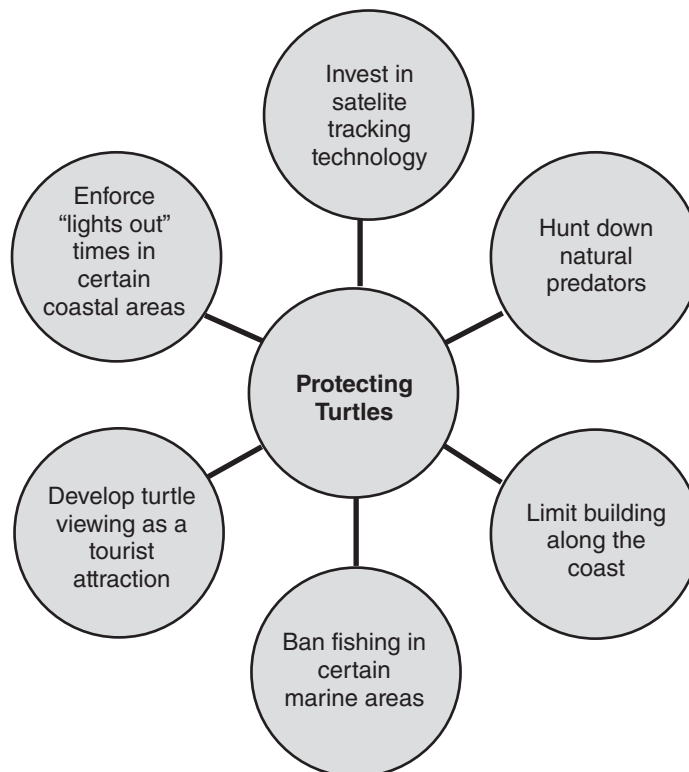 Invest in
satelite
tracking
technology
Enforce
“lights out”
times in
certain
coastal areas
Hunt down
natural
predators
Protecting
Turtles
Develop turtle
viewing as a
tourist
attraction
Limit building
along the
coast
Ban fishing in
certain
marine areas